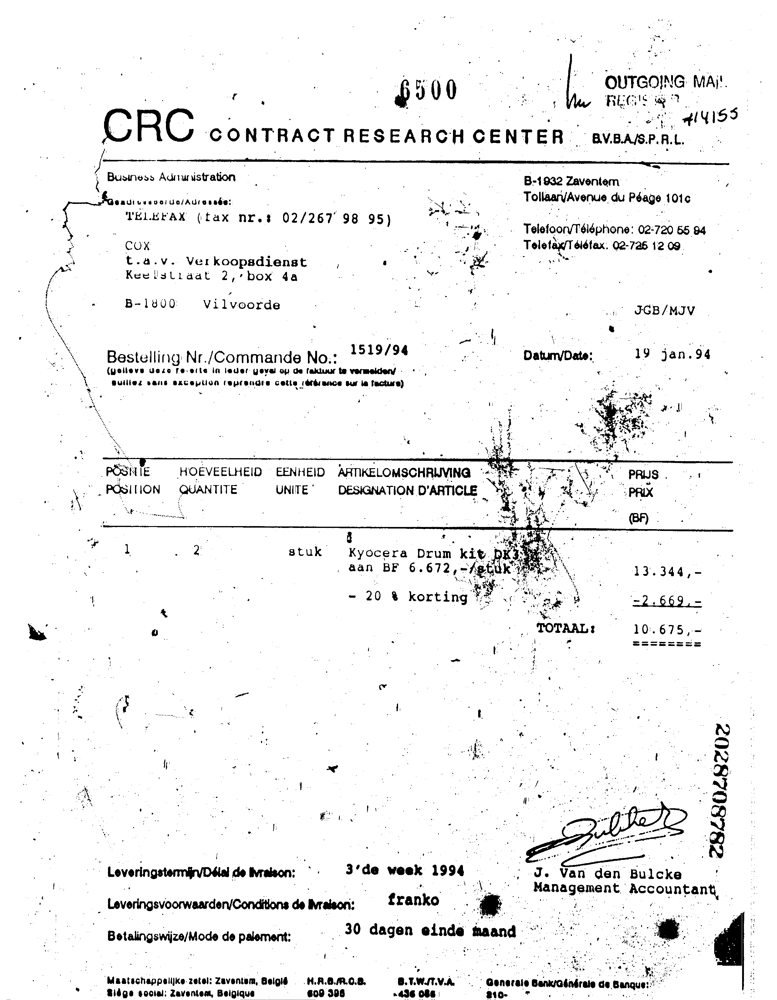 6500
OUTGOING MAIL
REGISTER
#14155
CRC CONTRACT RESEARCH CENTER B.V.B.A./S.P.R.L.
Business Administration
B-1932 Zaventem
Tollaan/Avenue du Péage 101c
Geadresseerde/Adressée:
TELEFAX (fax nr.: 02/267 98 95)
Telefoon/Téléphone: 02-720 55 94
Telefax/Téléfax: 02-725 12 09
COX
t.a.v. Verkoopsdienst
Keelstraat 2, box 4a
B-1800 Vilvoorde
JGB/MJV
Bestelling Nr./Commande No.: 1519/94
Datum/Date: 19 jan.94
(gelieve deze referte in ieder geval op de faktuur te vermelden/
veuillez sans exception reprendre cette référence sur la facture)
POSITIE HOEVEELHEID EENHEID ARTIKELOMSCHRIJVING PRIJS
POSITION QUANTITE UNITE DESIGNATION D'ARTICLE PRIX
(BF)
1 2 stuk Kyocera Drum kit DK3
aan BF 6.672,-/stuk 13.344,-
- 20 % korting -2.669,-
TOTAAL: 10.675,-
========
2028708782
Leveringstermijn/Délai de livraison: 3'de week 1994
J. Van den Bulcke
Management Accountant
Leveringsvoorwaarden/Conditions de livraison: franko
Betalingswijze/Mode de paiement: 30 dagen einde maand
Maatschappelijke zetel: Zaventem, België H.R.B./R.C.B. B.T.W./T.V.A. Generale Bank/Générale de Banque:
Siège social: Zaventem, Belgique 609 396 -436 086 210-